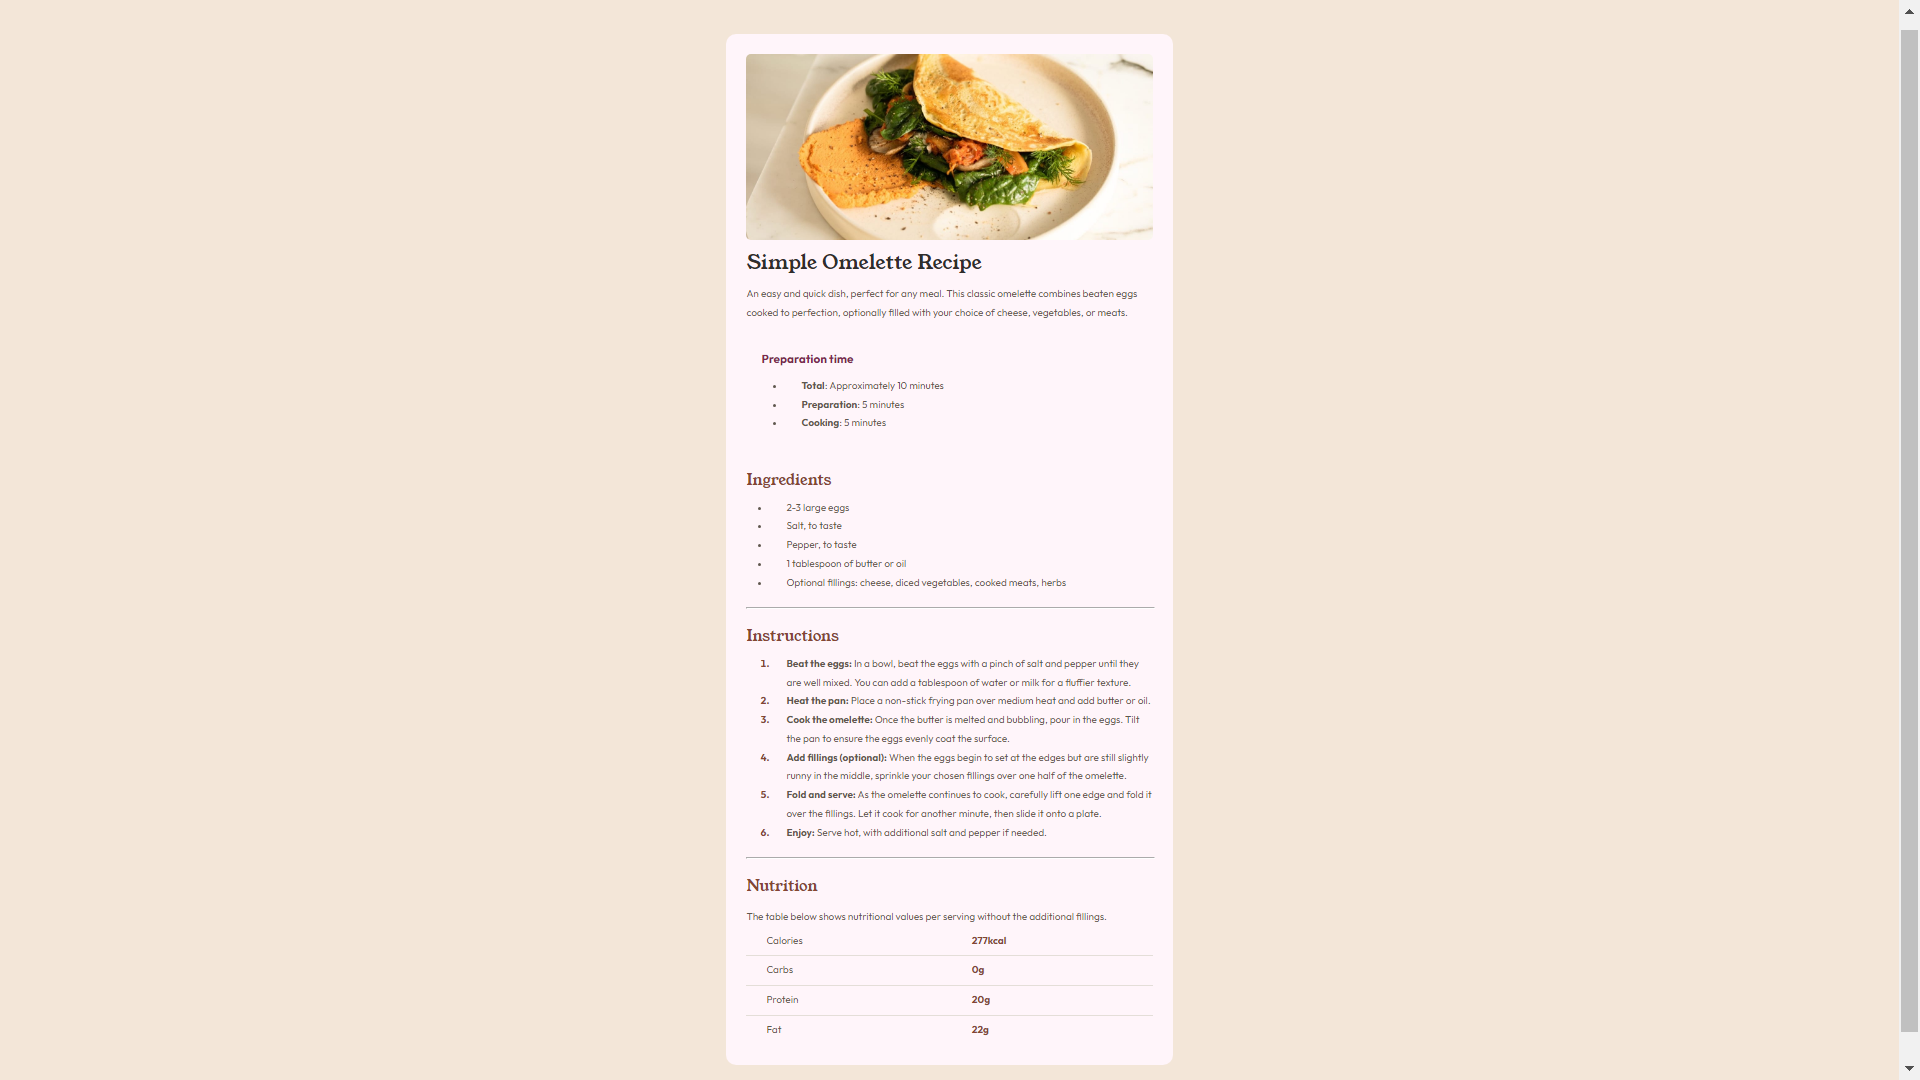 Simple Omelette Recipe
An easy and quick dish, perfect for any meal. This classic omelette combines beaten eggs
cooked to perfection, optionally filled with your choice of cheese, vegetables, or meats.
Preparation time
• Total: Approximately 10 minutes
• Preparation: 5 minutes
• Cooking: 5 minutes
Ingredients
• 2-3 large eggs
• Salt, to taste
• Pepper, to taste
• 1 tablespoon of butter or oil
• Optional fillings: cheese, diced vegetables, cooked meats, herbs
Instructions
1. Beat the eggs: In a bowl, beat the eggs with a pinch of salt and pepper until they
are well mixed. You can add a tablespoon of water or milk for a fluffier texture.
2. Heat the pan: Place a non-stick frying pan over medium heat and add butter or oil.
3. Cook the omelette: Once the butter is melted and bubbling, pour in the eggs. Tilt
the pan to ensure the eggs evenly coat the surface.
4. Add fillings (optional): When the eggs begin to set at the edges but are still slightly
runny in the middle, sprinkle your chosen fillings over one half of the omelette.
5. Fold and serve: As the omelette continues to cook, carefully lift one edge and fold it
over the fillings. Let it cook for another minute, then slide it onto a plate.
6. Enjoy: Serve hot, with additional salt and pepper if needed.
Nutrition
The table below shows nutritional values per serving without the additional fillings.
Calories 277kcal
Carbs 0g
Protein 20g
Fat 22g